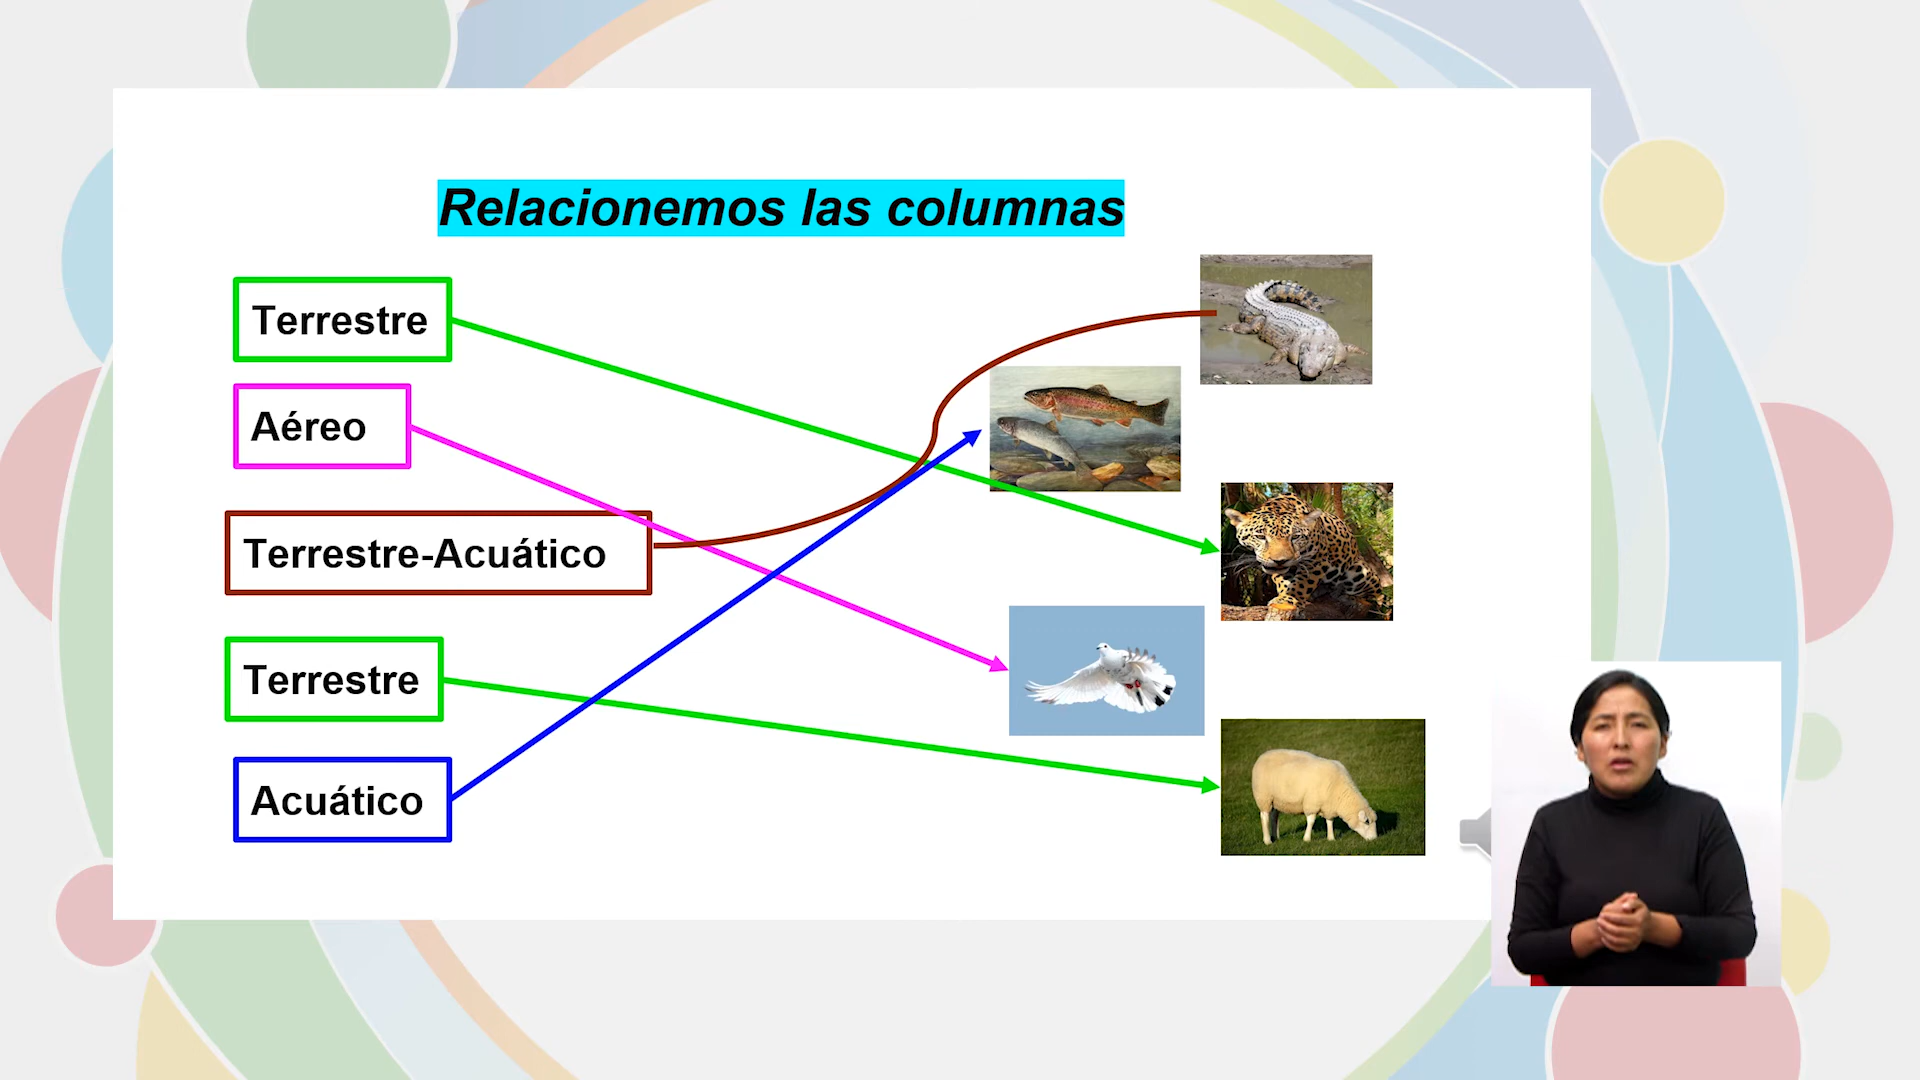 Relacionemos las columnas
Terrestre
Aéreo
Terrestre-Acuático
Terrestre
Acuático